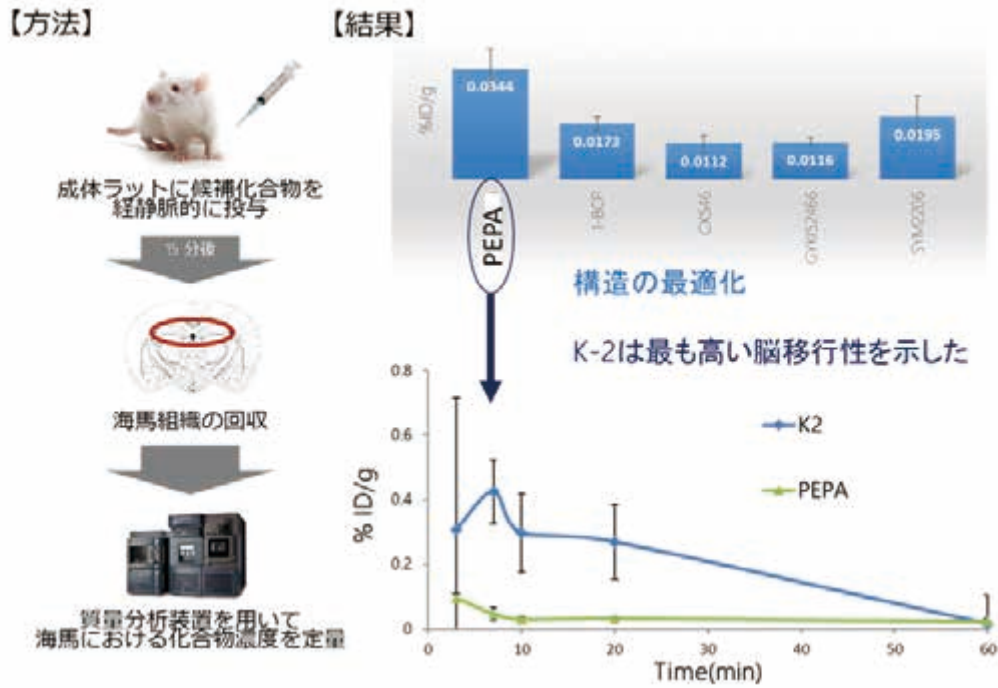 【方法】
成体ラットに候補化合物を
経静脈的に投与
15 分後
海馬組織の回収
質量分析装置を用いて
海馬における化合物濃度を定量
【結果】
%ID/g
0.0344
0.0173
0.0112
0.0116
0.0195
PEPA
1-BCP
CX546
GYKI52466
SYM2206
構造の最適化
K-2は最も高い脳移行性を示した
% ID/g
0.8
0.6
0.4
0.2
0
K2
PEPA
0
10
20
30
40
50
60
Time(min)